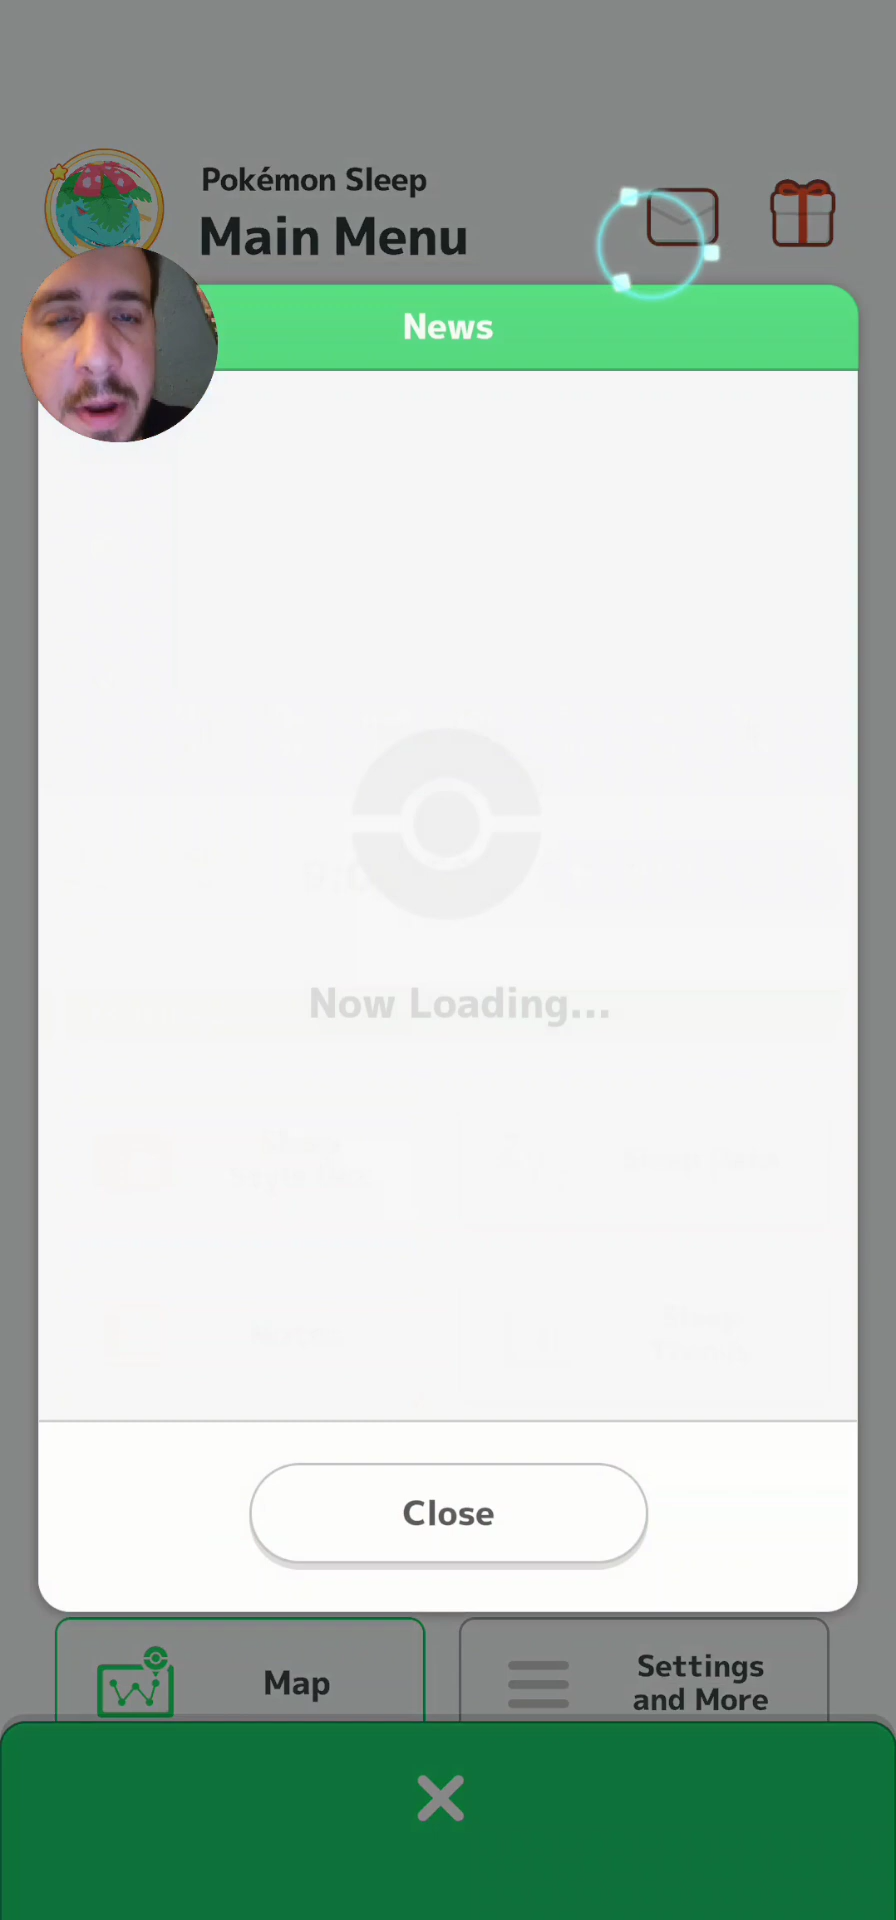 Pokémon Sleep
Main Menu
News
Now Loading...
Close
Map
Settings
and More